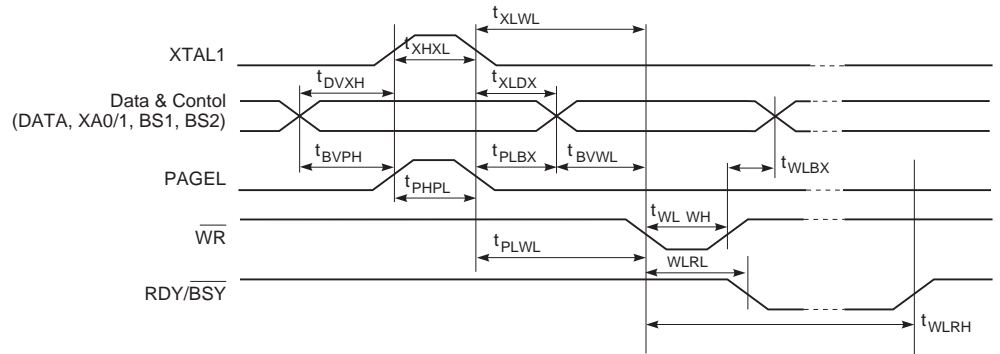 tXLWL
XTAL1
tXHXL
tDVXH
tXLDX
Data & Contol
(DATA, XA0/1, BS1, BS2)
tBVPH
tPLBX
tBVWL
tWLBX
PAGEL
tPHPL
WR
tWL WH
tPLWL
WLRL
RDY/BSY
tWLRH